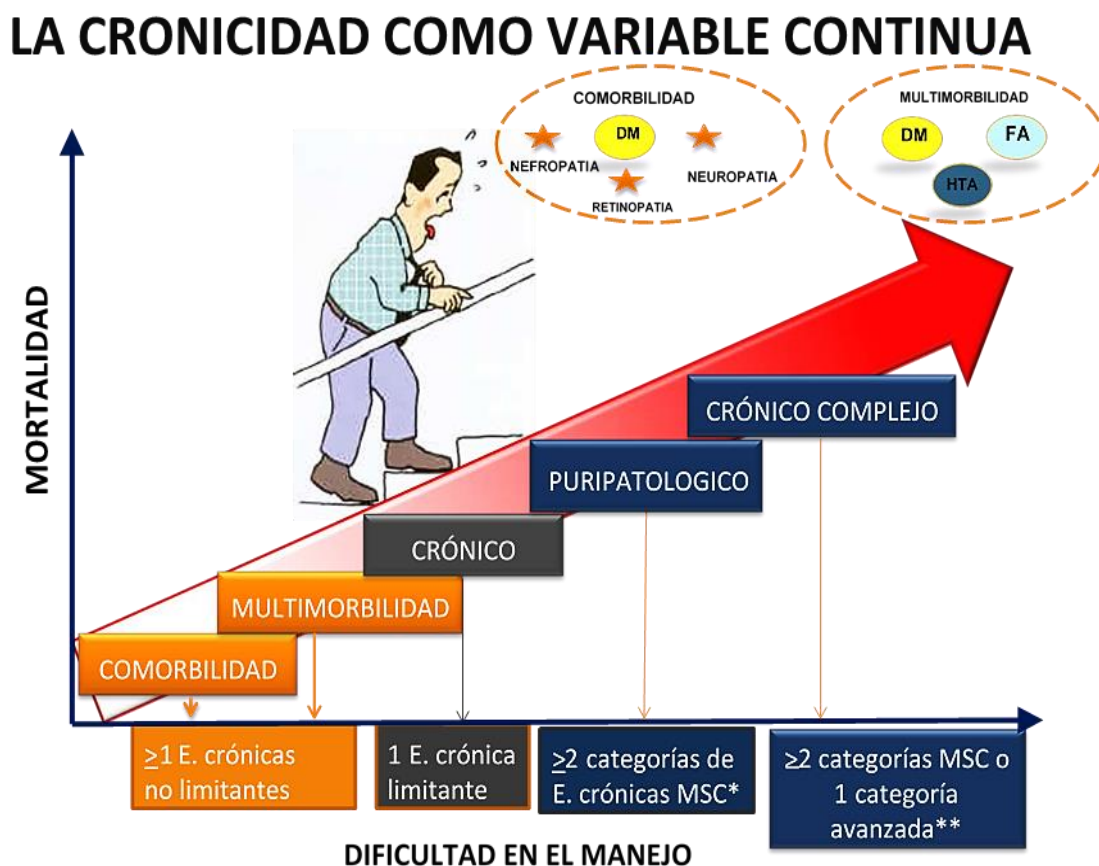 LA CRONICIDAD COMO VARIABLE CONTINUA
COMORBILIDAD
DM
NEFROPATIA
NEUROPATIA
RETINOPATIA
MULTIMORBILIDAD
DM
FA
HTA
MORTALIDAD
CRÓNICO COMPLEJO
PURIPATOLOGICO
CRÓNICO
MULTIMORBILIDAD
COMORBILIDAD
≥1 E. crónicas
no limitantes
1 E. crónica
limitante
≥2 categorías de
E. crónicas MSC*
≥2 categorías MSC o
1 categoría
avanzada**
DIFICULTAD EN EL MANEJO